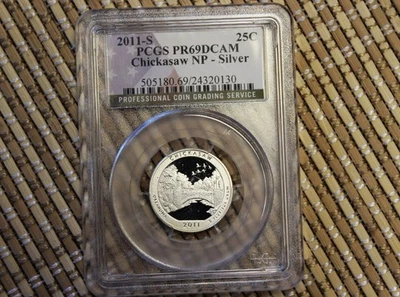 2011-S 25C
PCGS PR69DCAM
Chickasaw NP - Silver
505180.69/24320130
PROFESSIONAL COIN GRADING SERVICE
CHICKASAW
2011